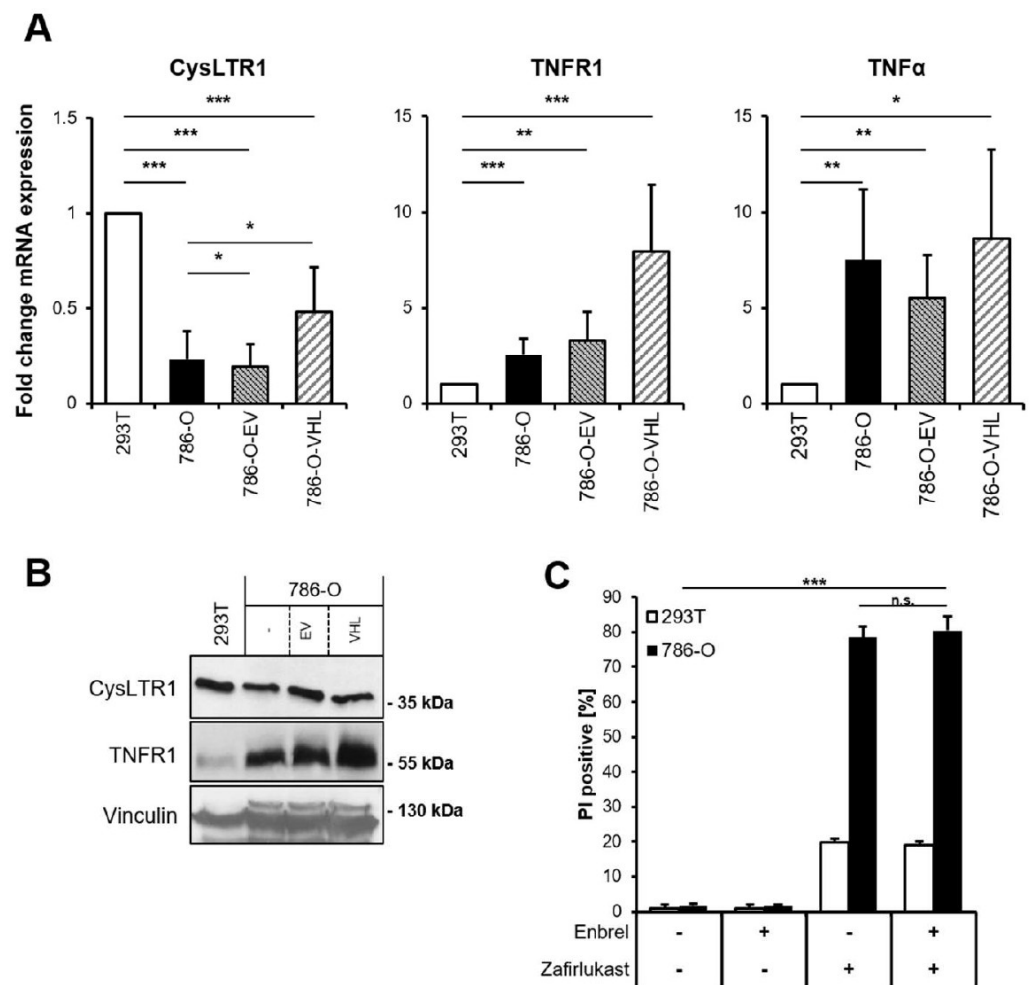 A
CysLTR1
TNFR1
TNFα
Fold change mRNA expression
1.5
1
0.5
0
***
***
***
*
*
293T
786-O
786-O-EV
786-O-VHL
15
10
5
0
***
**
***
293T
786-O
786-O-EV
786-O-VHL
15
10
5
0
*
**
**
293T
786-O
786-O-EV
786-O-VHL
B
293T
786-O
- EV VHL
CysLTR1
- 35 kDa
TNFR1
- 55 kDa
Vinculin
- 130 kDa
C
***
n.s.
293T
786-O
PI positive [%]
90
80
70
60
50
40
30
20
10
0
Enbrel - + - +
Zafirlukast - - + +